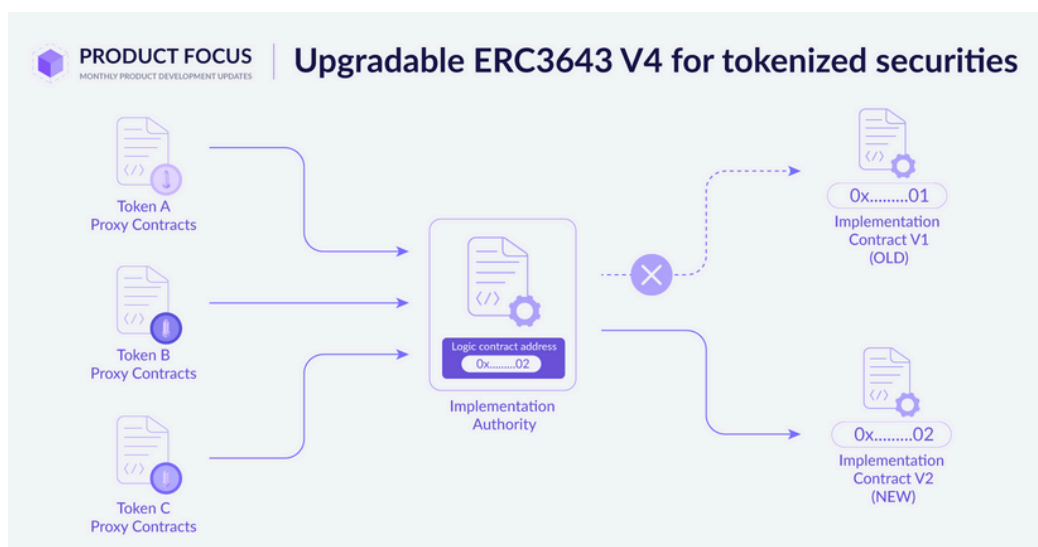 PRODUCT FOCUS
MONTHLY PRODUCT DEVELOPMENT UPDATES
Upgradable ERC3643 V4 for tokenized securities
</>
Token A
Proxy Contracts
</>
Token B
Proxy Contracts
</>
Token C
Proxy Contracts
</>
Logic contract address
0x.........02
Implementation
Authority
</>
0x.........01
Implementation
Contract V1
(OLD)
</>
0x.........02
Implementation
Contract V2
(NEW)